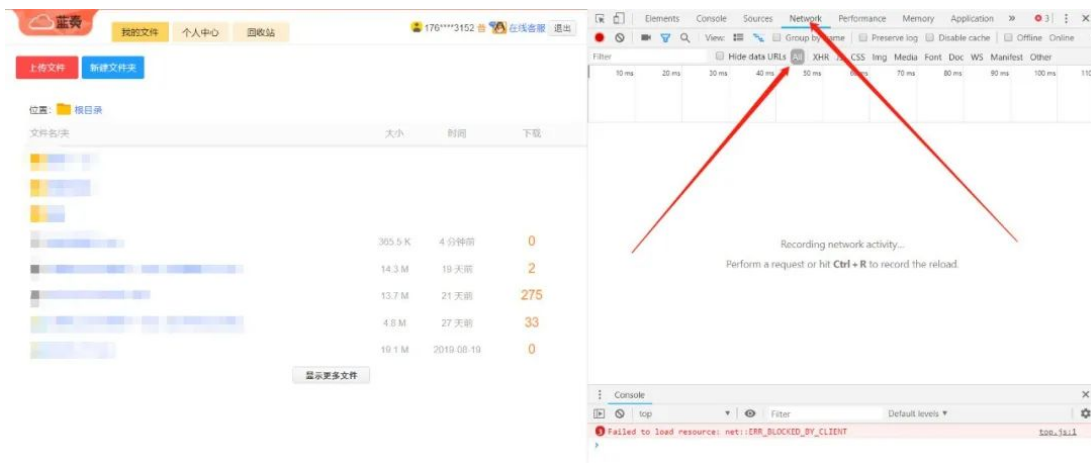 蓝奏
我的文件 个人中心 回收站
176****3152 在线客服 退出
上传文件 新建文件夹
位置: 根目录
文件名/夹 大小 时间 下载
365.5 K 4 分钟前 0
14.3 M 19 天前 2
13.7 M 21 天前 275
4.8 M 27 天前 33
19.1 M 2019-08-19 0
显示更多文件
Elements Console Sources Network Performance Memory Application » 3
View: Group by frame Preserve log Disable cache Offline Online
Filter Hide data URLs All XHR JS CSS Img Media Font Doc WS Manifest Other
10 ms 20 ms 30 ms 40 ms 50 ms 60 ms 70 ms 80 ms 90 ms 100 ms 110
Recording network activity...
Perform a request or hit Ctrl + R to record the reload.
Console
top Filter Default levels ▼
Failed to load resource: net::ERR_BLOCKED_BY_CLIENT top.js:1